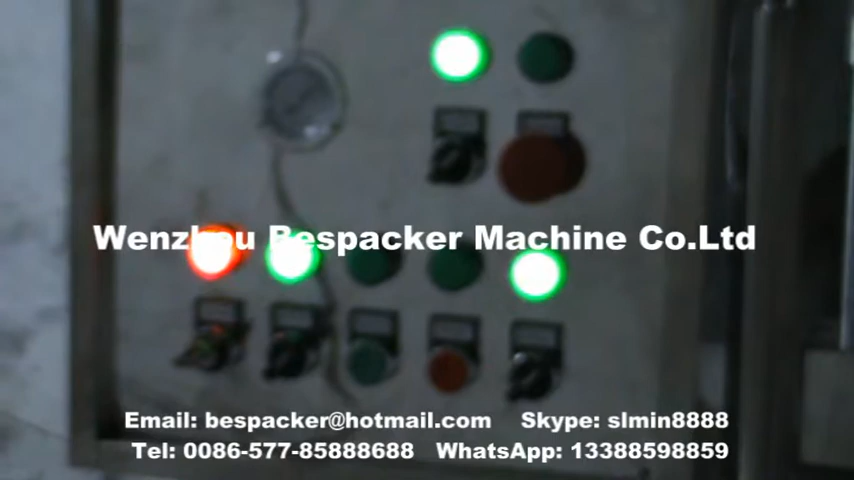 Wenzhou Bespacker Machine Co.Ltd
Email: bespacker@hotmail.com Skype: slmin8888
Tel: 0086-577-85888688 WhatsApp: 13388598859